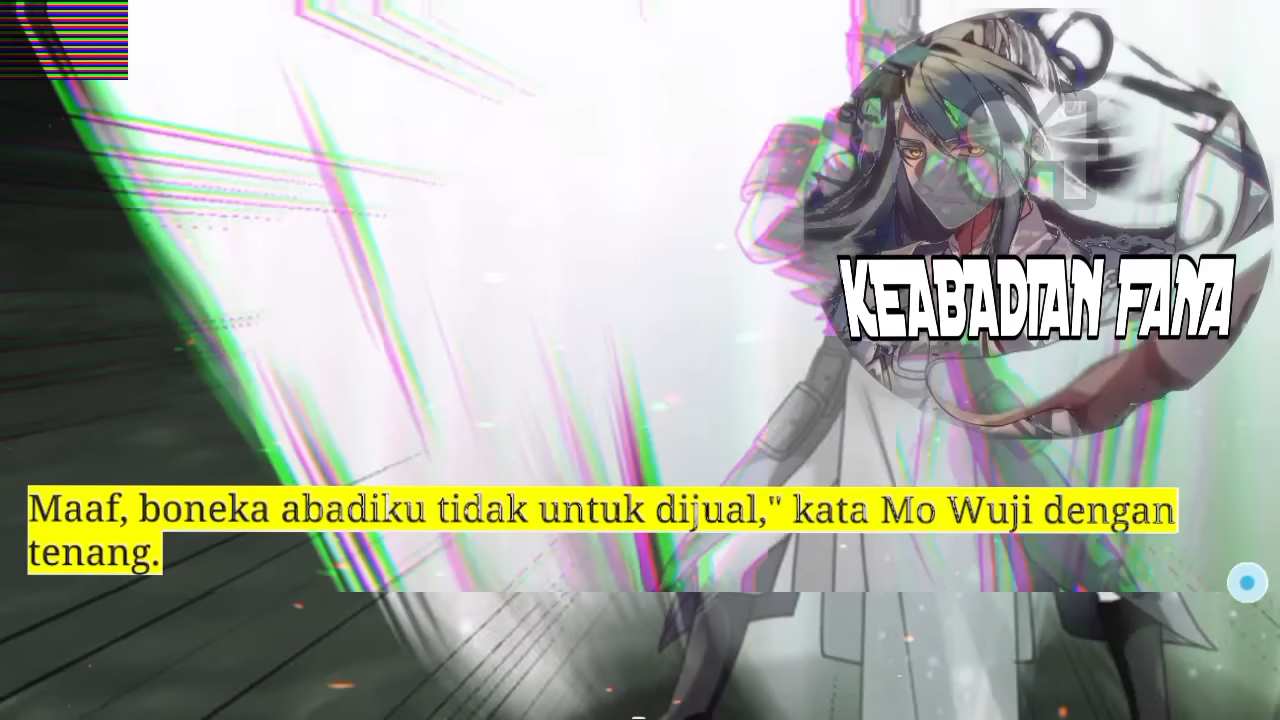 KEABADIAN FANA
Maaf, boneka abadiku tidak untuk dijual," kata Mo Wuji dengan
tenang.